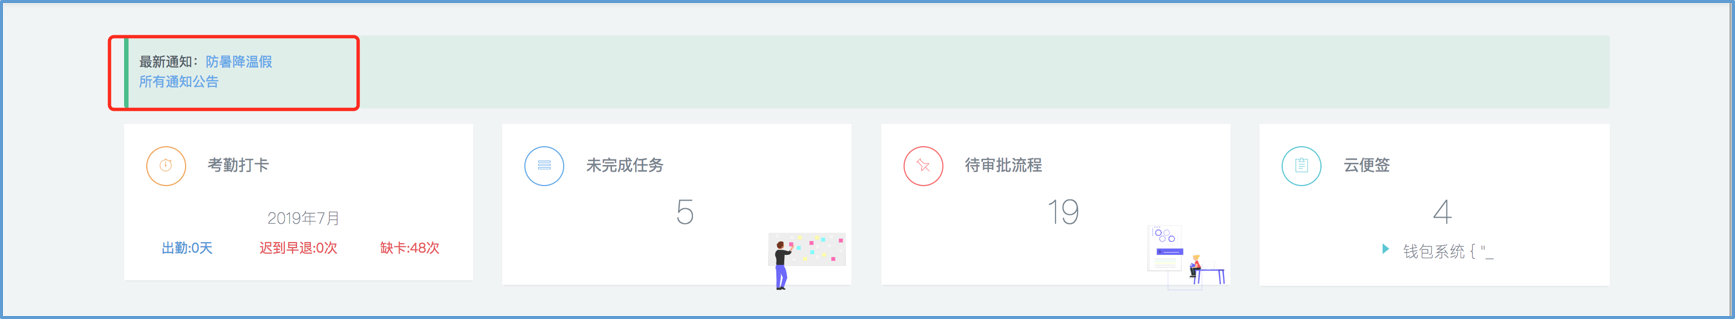 最新通知：防暑降温假
所有通知公告
考勤打卡
2019年7月
出勤:0天 迟到早退:0次 缺卡:48次
未完成任务
5
待审批流程
19
云便签
4
钱包系统 { "_